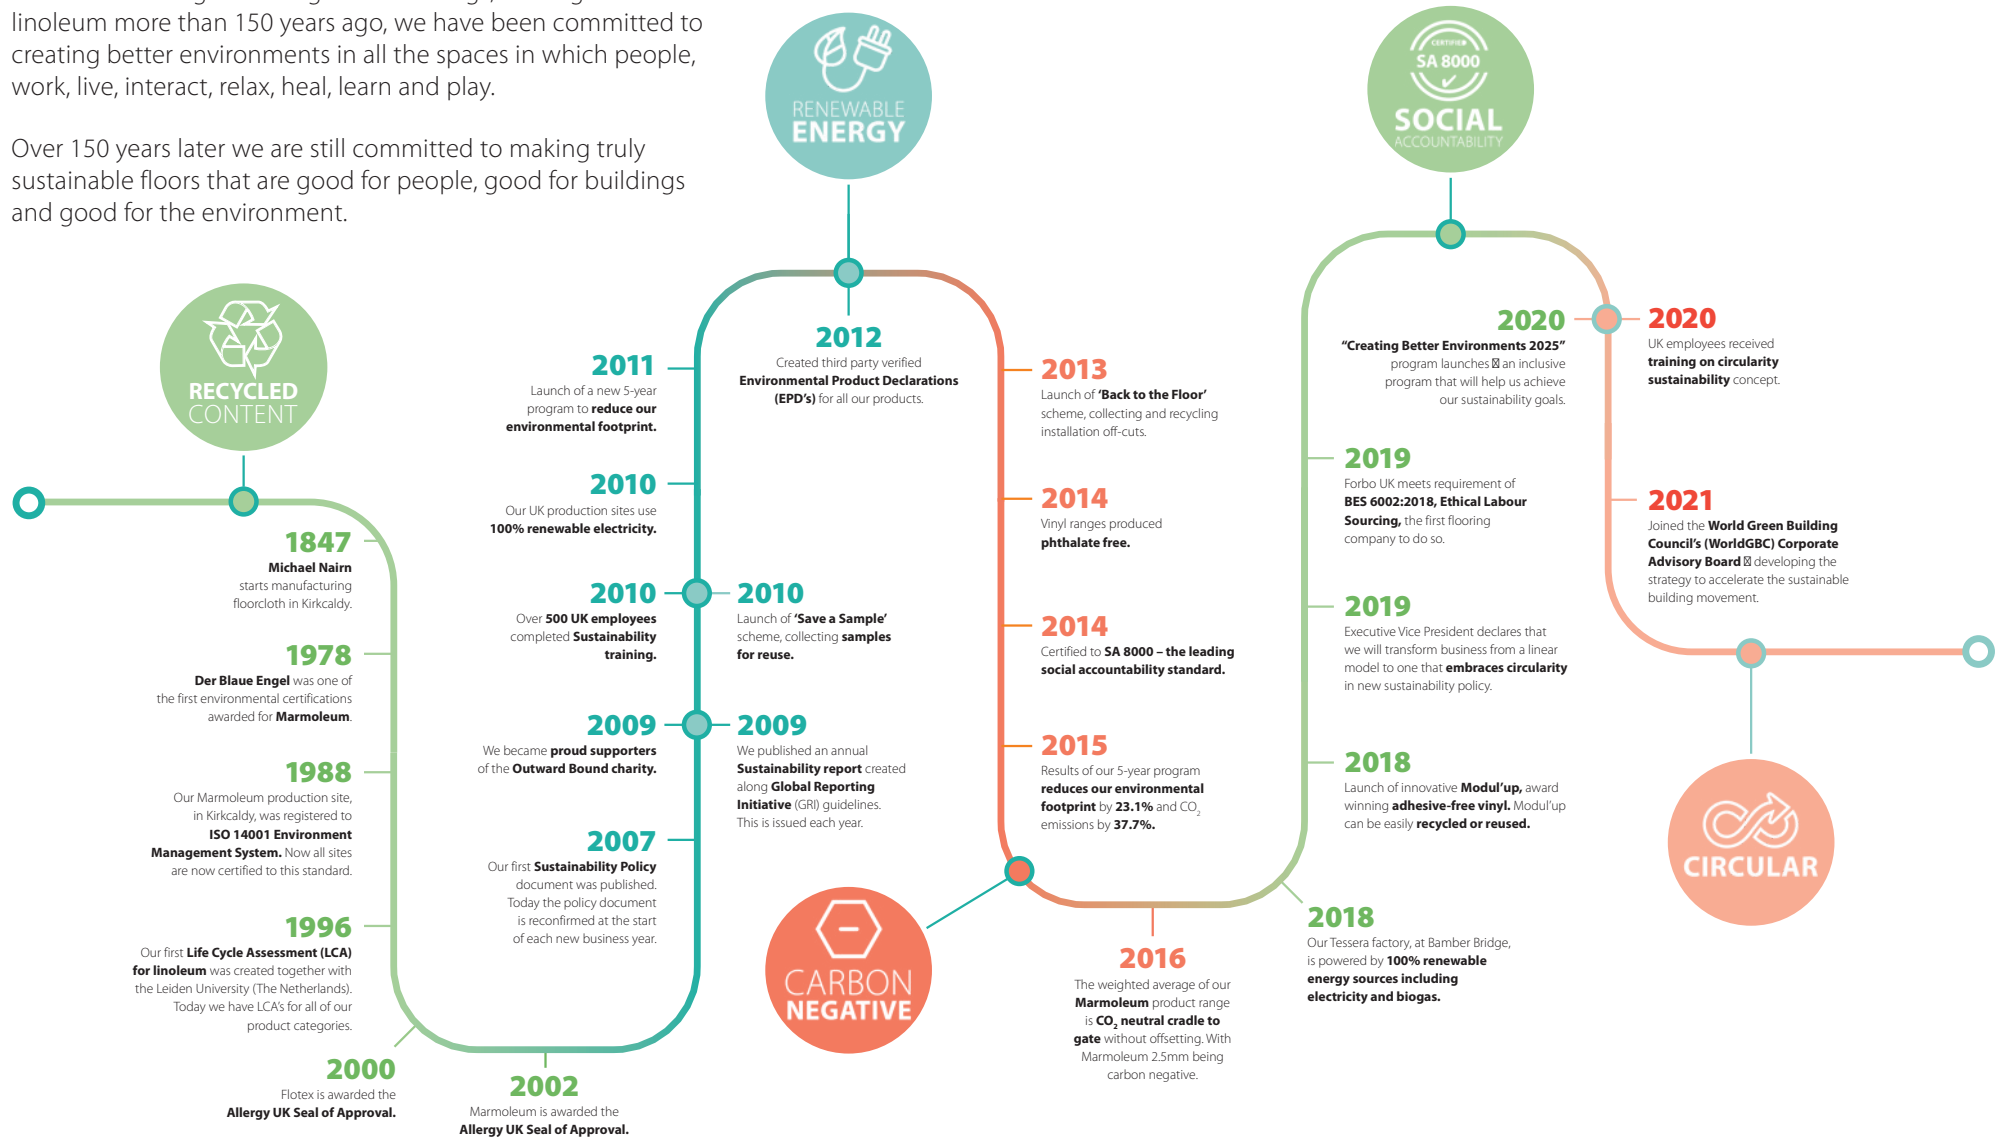 linoleum more than 150 years ago, we have been committed to
creating better environments in all the spaces in which people,
work, live, interact, relax, heal, learn and play.
Over 150 years later we are still committed to making truly
sustainable floors that are good for people, good for buildings
and good for the environment.
RECYCLED
CONTENT
1847
Michael Nairn
starts manufacturing
floorcloth in Kirkcaldy.
1978
Der Blaue Engel was one of
the first environmental certifications
awarded for Marmoleum.
1988
Our Marmoleum production site,
in Kirkcaldy, was registered to
ISO 14001 Environment
Management System. Now all sites
are now certified to this standard.
1996
Our first Life Cycle Assessment (LCA)
for linoleum was created together with
the Leiden University (The Netherlands).
Today we have LCA's for all of our
product categories.
2000
Flotex is awarded the
Allergy UK Seal of Approval.
2002
Marmoleum is awarded the
Allergy UK Seal of Approval.
2007
Our first Sustainability Policy
document was published.
Today the policy document
is reconfirmed at the start
of each new business year.
2009
We became proud supporters
of the Outward Bound charity.
2009
We published an annual
Sustainability report created
along Global Reporting
Initiative (GRI) guidelines.
This is issued each year.
2010
Over 500 UK employees
completed Sustainability
training.
2010
Launch of ‘Save a Sample’
scheme, collecting samples
for reuse.
2010
Our UK production sites use
100% renewable electricity.
2011
Launch of a new 5-year
program to reduce our
environmental footprint.
RENEWABLE
ENERGY
2012
Created third party verified
Environmental Product Declarations
(EPD's) for all our products.
2013
Launch of ‘Back to the Floor’
scheme, collecting and recycling
installation off-cuts.
2014
Vinyl ranges produced
phthalate free.
2014
Certified to SA 8000 – the leading
social accountability standard.
2015
Results of our 5-year program
reduces our environmental
footprint by 23.1% and CO2
emissions by 37.7%.
CARBON
NEGATIVE
2016
The weighted average of our
Marmoleum product range
is CO2 neutral cradle to
gate without offsetting. With
Marmoleum 2.5mm being
carbon negative.
2018
Our Tessera factory, at Bamber Bridge,
is powered by 100% renewable
energy sources including
electricity and biogas.
2018
Launch of innovative Modul’up, award
winning adhesive-free vinyl. Modul’up
can be easily recycled or reused.
2019
Executive Vice President declares that
we will transform business from a linear
model to one that embraces circularity
in new sustainability policy.
2019
Forbo UK meets requirement of
BES 6002:2018, Ethical Labour
Sourcing, the first flooring
company to do so.
CERTIFIED
SA 8000
SOCIAL
ACCOUNTABILITY
2020
“Creating Better Environments 2025”
program launches an inclusive
program that will help us achieve
our sustainability goals.
2020
UK employees received
training on circularity
sustainability concept.
2021
Joined the World Green Building
Council’s (WorldGBC) Corporate
Advisory Board developing the
strategy to accelerate the sustainable
building movement.
CIRCULAR